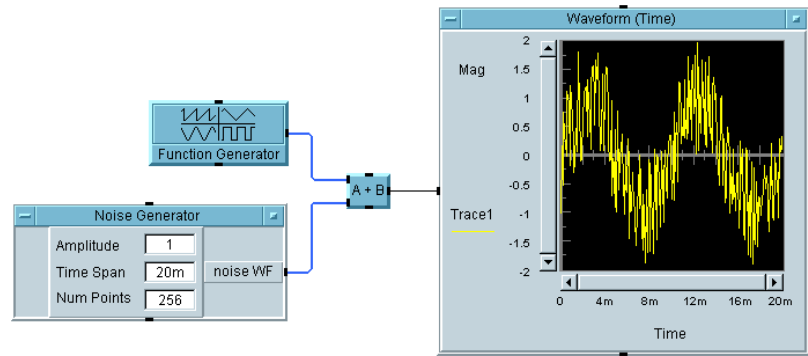 Waveform (Time)
Mag
2
1.5
1
0.5
0
-0.5
-1
-1.5
-2
Trace1
0 4m 8m 12m 16m 20m
Time
Function Generator
A + B
Noise Generator
Amplitude 1
Time Span 20m
Num Points 256
noise WF